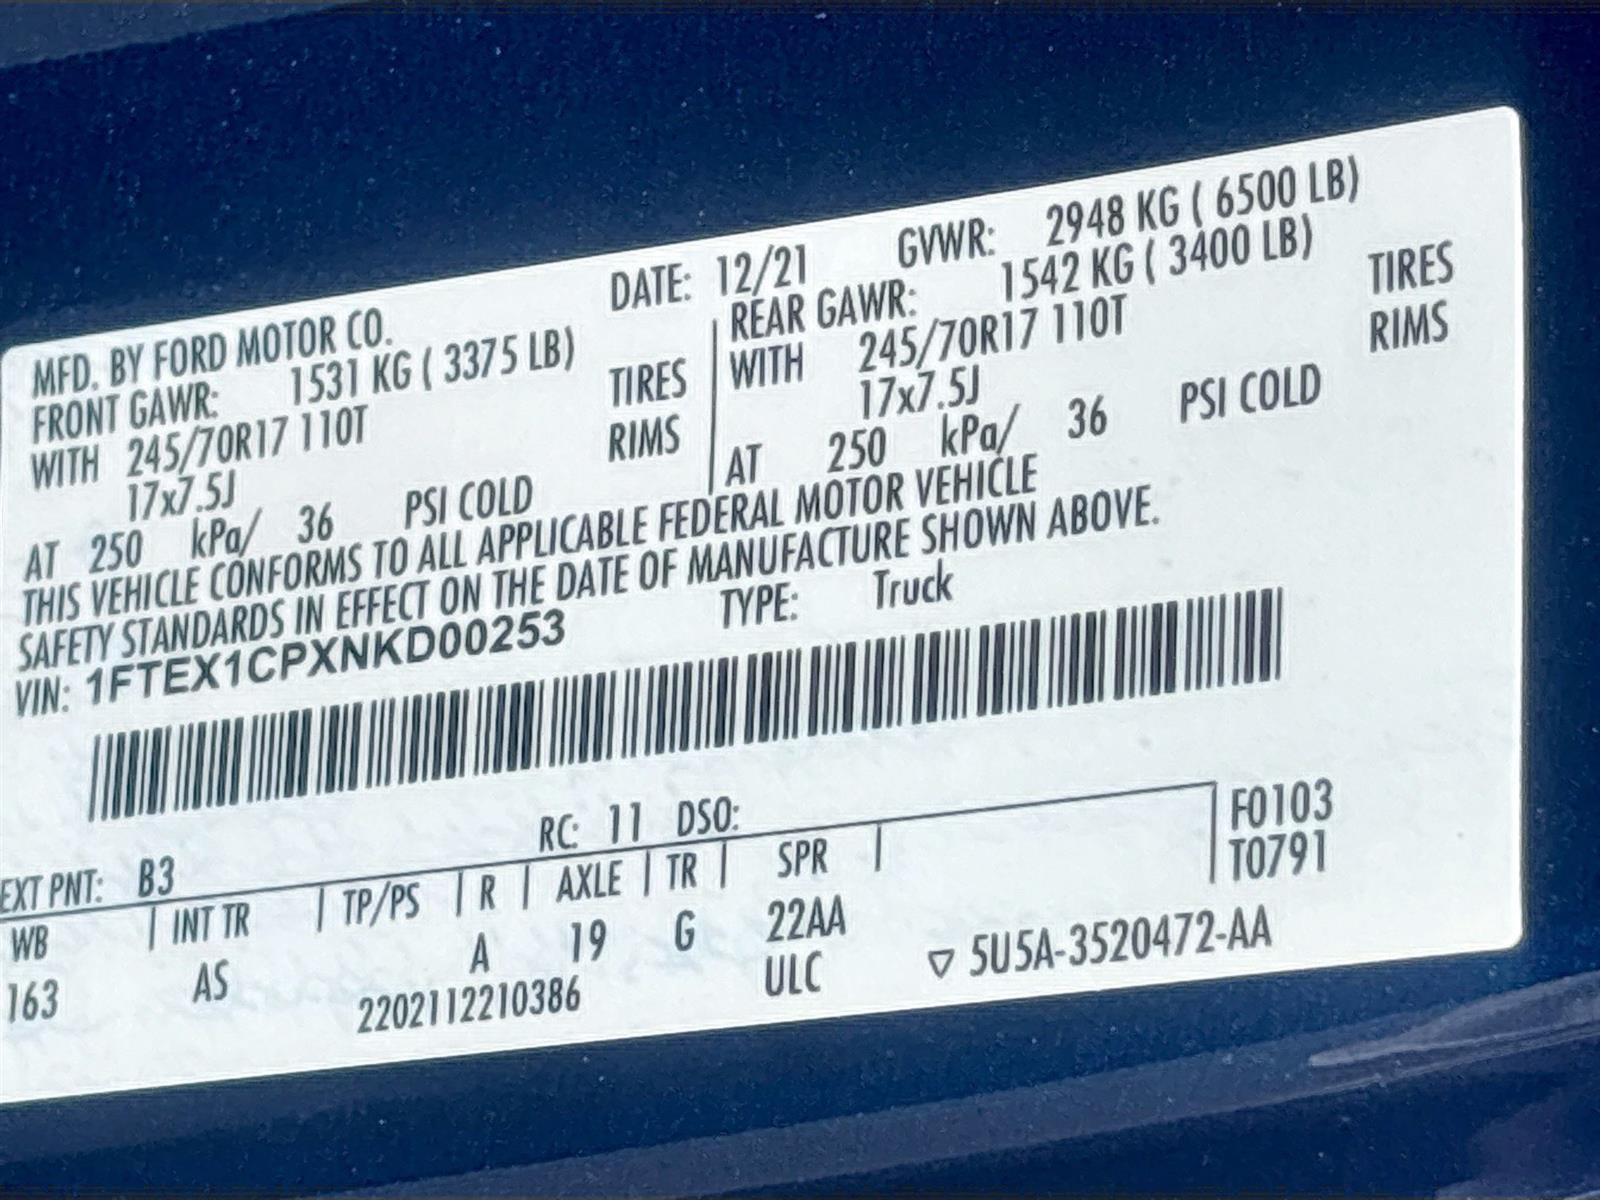 MFD. BY FORD MOTOR CO. DATE: 12/21 GVWR: 2948 KG ( 6500 LB)
FRONT GAWR: 1531 KG ( 3375 LB) REAR GAWR: 1542 KG ( 3400 LB)
WITH 245/70R17 110T TIRES WITH 245/70R17 110T TIRES
17x7.5J RIMS 17x7.5J RIMS
AT 250 kPa/ 36 PSI COLD AT 250 kPa/ 36 PSI COLD
THIS VEHICLE CONFORMS TO ALL APPLICABLE FEDERAL MOTOR VEHICLE
SAFETY STANDARDS IN EFFECT ON THE DATE OF MANUFACTURE SHOWN ABOVE.
VIN: 1FTEX1CPXNKD00253 TYPE: Truck
EXT PNT: B3 RC: 11 DSO: F0103
WB INT TR TP/PS R AXLE TR SPR T0791
163 AS A 19 G 22AA
2202112210386 ULC ▽ 5U5A-3520472-AA